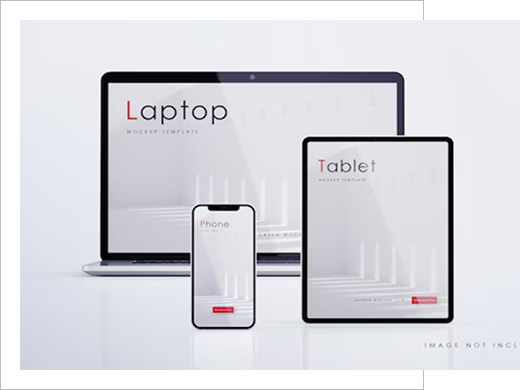 Laptop
MOCKUP TEMPLATE
Tablet
MOCKUP TEMPLATE
Phone
IMAGE NOT INCL